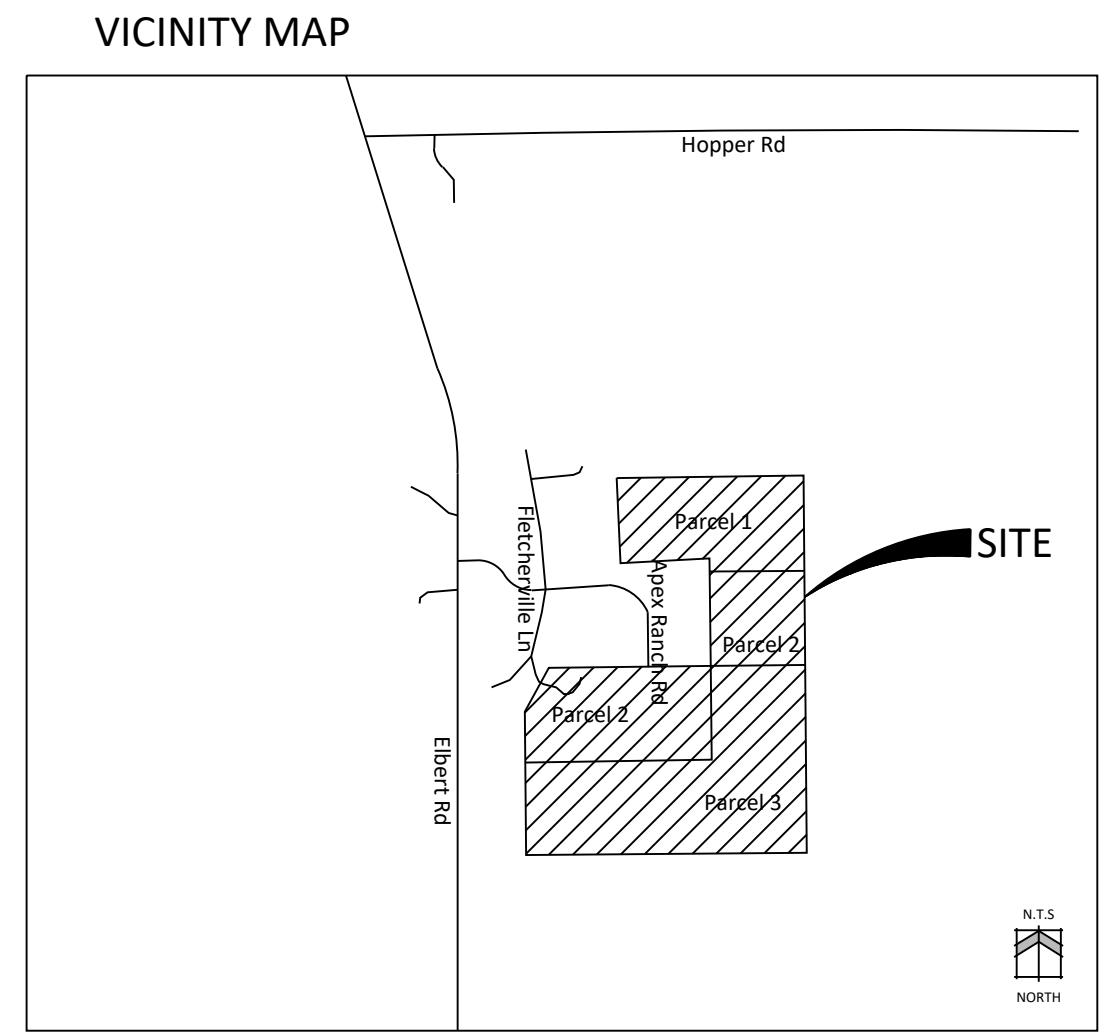 VICINITY MAP
Hopper Rd
Fletcherville Ln
Parcel 1
SITE
Apex Ranch Rd
Parcel 2
Parcel 2
Elbert Rd
Parcel 3
N.T.S
NORTH